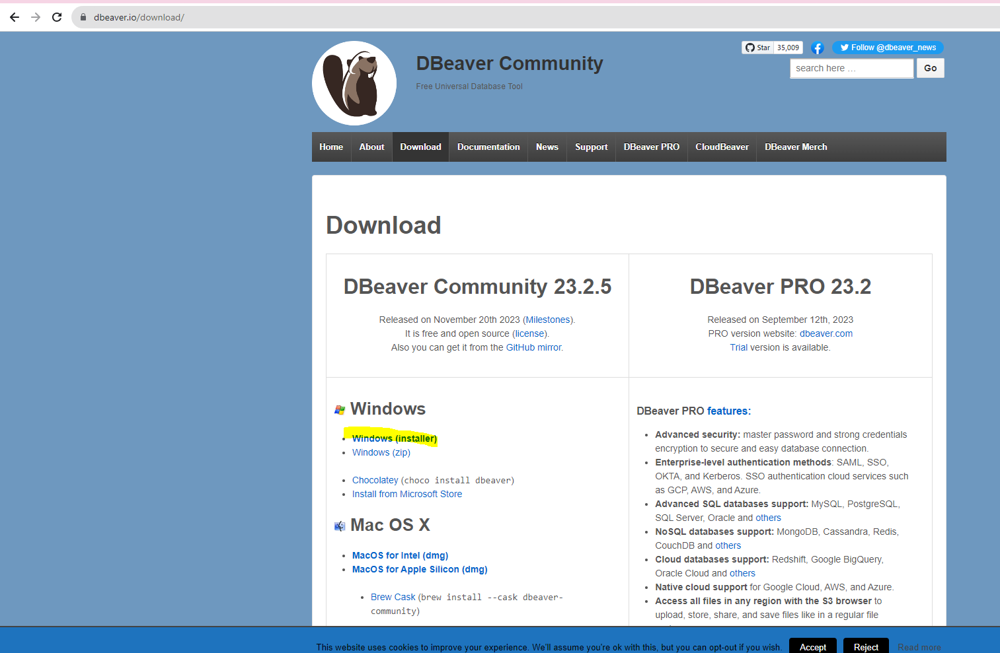 dbeaver.io/download/
Star 35,009
Follow @dbeaver_news
DBeaver Community
search here ...
Go
Free Universal Database Tool
Home About Download Documentation News Support DBeaver PRO CloudBeaver DBeaver Merch
Download
DBeaver Community 23.2.5
Released on November 20th 2023 (Milestones).
It is free and open source (license).
Also you can get it from the GitHub mirror.
DBeaver PRO 23.2
Released on September 12th, 2023
PRO version website: dbeaver.com
Trial version is available.
Windows
Windows (installer)
Windows (zip)
Chocolatey (choco install dbeaver)
Install from Microsoft Store
Mac OS X
MacOS for Intel (dmg)
MacOS for Apple Silicon (dmg)
Brew Cask (brew install --cask dbeaver-
community)
DBeaver PRO features:
Advanced security: master password and strong credentials
encryption to secure and easy database connection.
Enterprise-level authentication methods: SAML, SSO,
OKTA, and Kerberos. SSO authentication cloud services such
as GCP, AWS, and Azure.
Advanced SQL databases support: MySQL, PostgreSQL,
SQL Server, Oracle and others
NoSQL databases support: MongoDB, Cassandra, Redis,
CouchDB and others
Cloud databases support: Redshift, Google BigQuery,
Oracle Cloud and others
Native cloud support for Google Cloud, AWS, and Azure.
Access all files in any region with the S3 browser to
upload, store, share, and save files like in a regular file
This website uses cookies to improve your experience. We'll assume you're ok with this, but you can opt-out if you wish. Accept Reject Read more